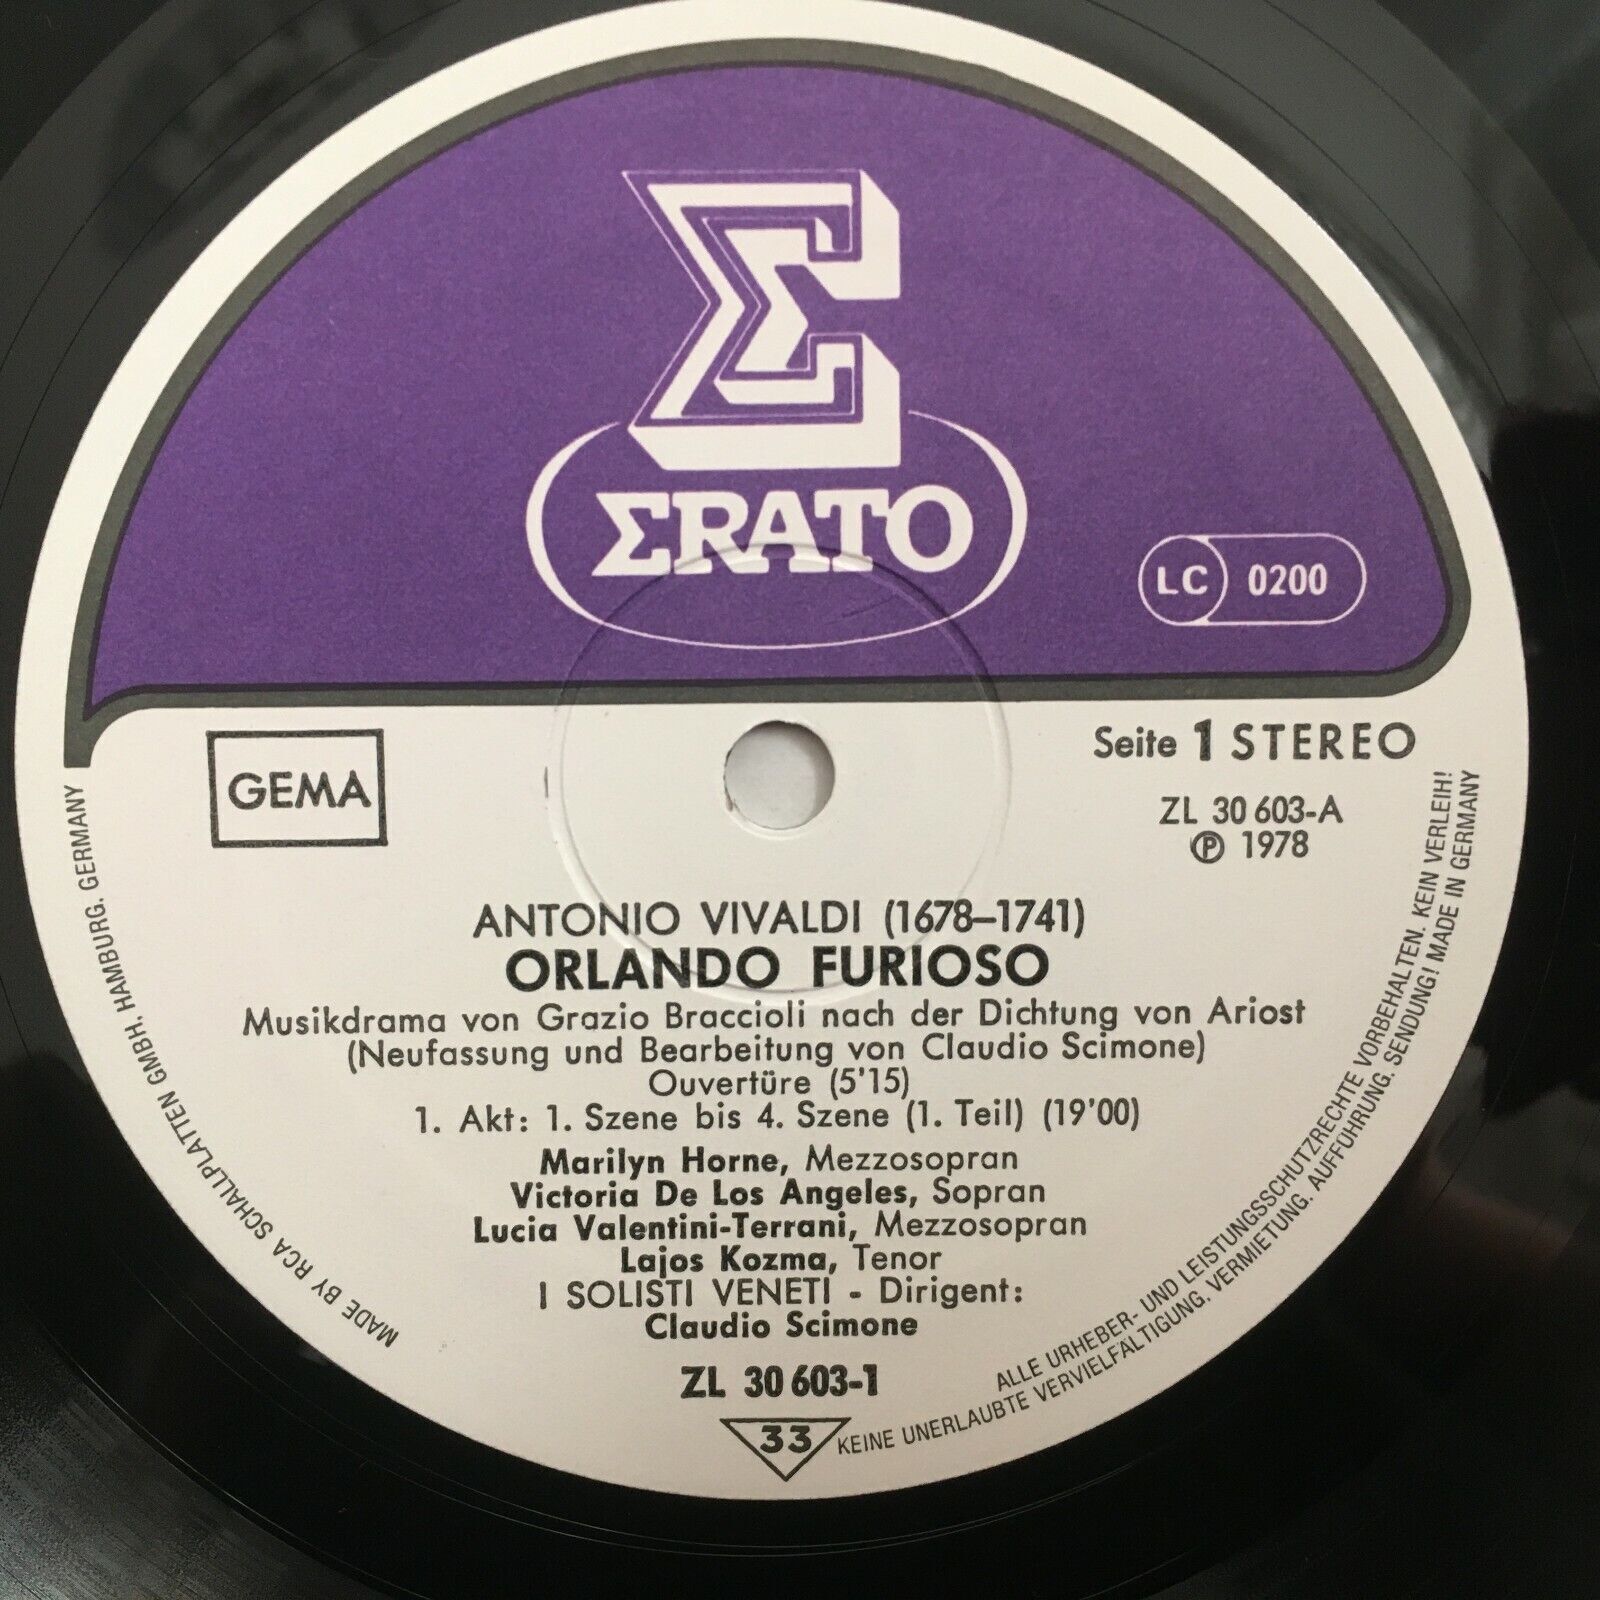 Σ
ΣRATO
LC 0200
GEMA
Seite 1 STEREO
ZL 30 603-A
℗ 1978
ANTONIO VIVALDI (1678–1741)
ORLANDO FURIOSO
Musikdrama von Grazio Braccioli nach der Dichtung von Ariost
(Neufassung und Bearbeitung von Claudio Scimone)
Ouvertüre (5'15)
1. Akt: 1. Szene bis 4. Szene (1. Teil) (19'00)
Marilyn Horne, Mezzosopran
Victoria De Los Angeles, Sopran
Lucia Valentini-Terrani, Mezzosopran
Lajos Kozma, Tenor
I SOLISTI VENETI - Dirigent:
Claudio Scimone
ZL 30 603-1
33
MADE BY RCA SCHALLPLATTEN GMBH, HAMBURG, GERMANY
ALLE URHEBER- UND LEISTUNGSSCHUTZRECHTE VORBEHALTEN. KEIN VERLEIH!
KEINE UNERLAUBTE VERVIELFÄLTIGUNG, VERMIETUNG, AUFFÜHRUNG, SENDUNG! MADE IN GERMANY